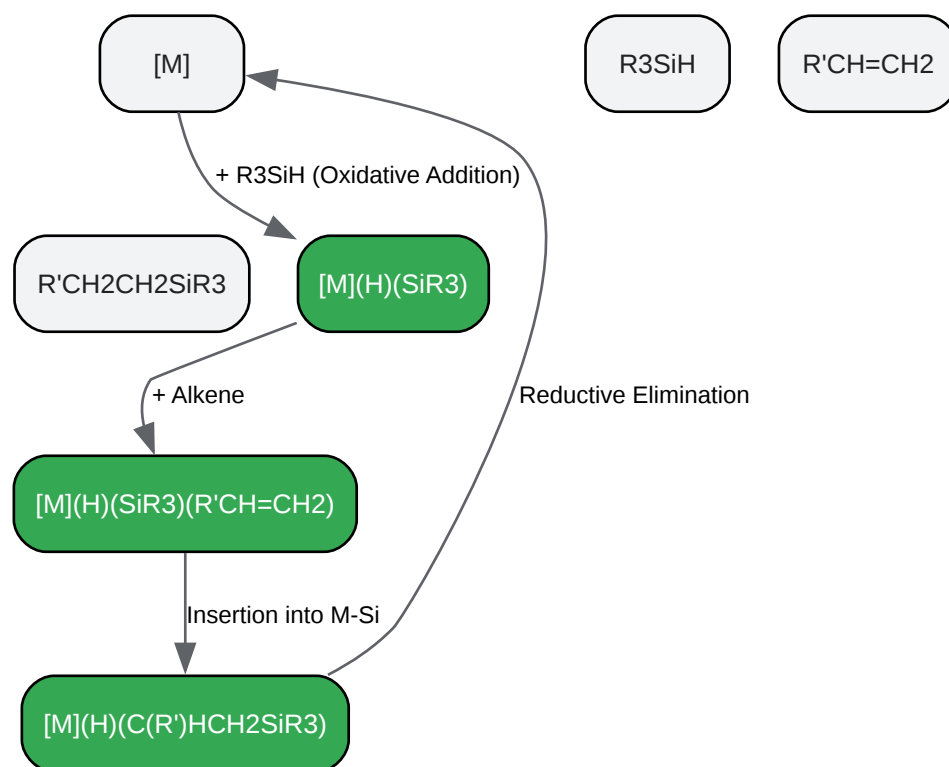 [M]
R3SiH
R'CH=CH2
+ R3SiH (Oxidative Addition)
R'CH2CH2SiR3
[M](H)(SiR3)
+ Alkene
Reductive Elimination
[M](H)(SiR3)(R'CH=CH2)
Insertion into M-Si
[M](H)(C(R')HCH2SiR3)